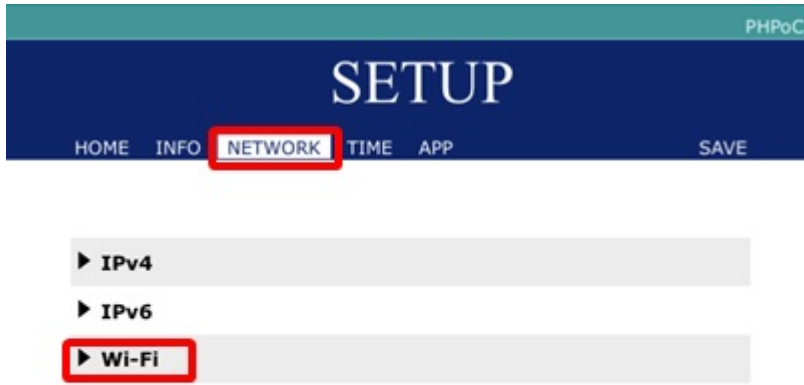 PHPoC
SETUP
HOME INFO NETWORK TIME APP SAVE
IPv4
IPv6
Wi-Fi